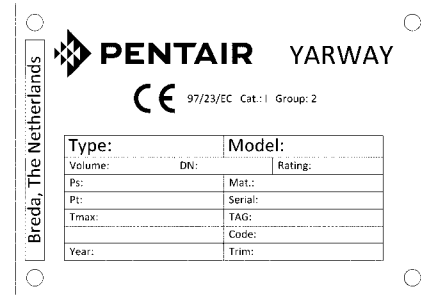 PENTAIR YARWAY
CE 97/23/EC Cat.: I Group: 2
Breda, The Netherlands
Type: Model:
Volume: DN: Rating:
Ps: Mat.:
Pt: Serial:
Tmax: TAG:
Code:
Year: Trim: